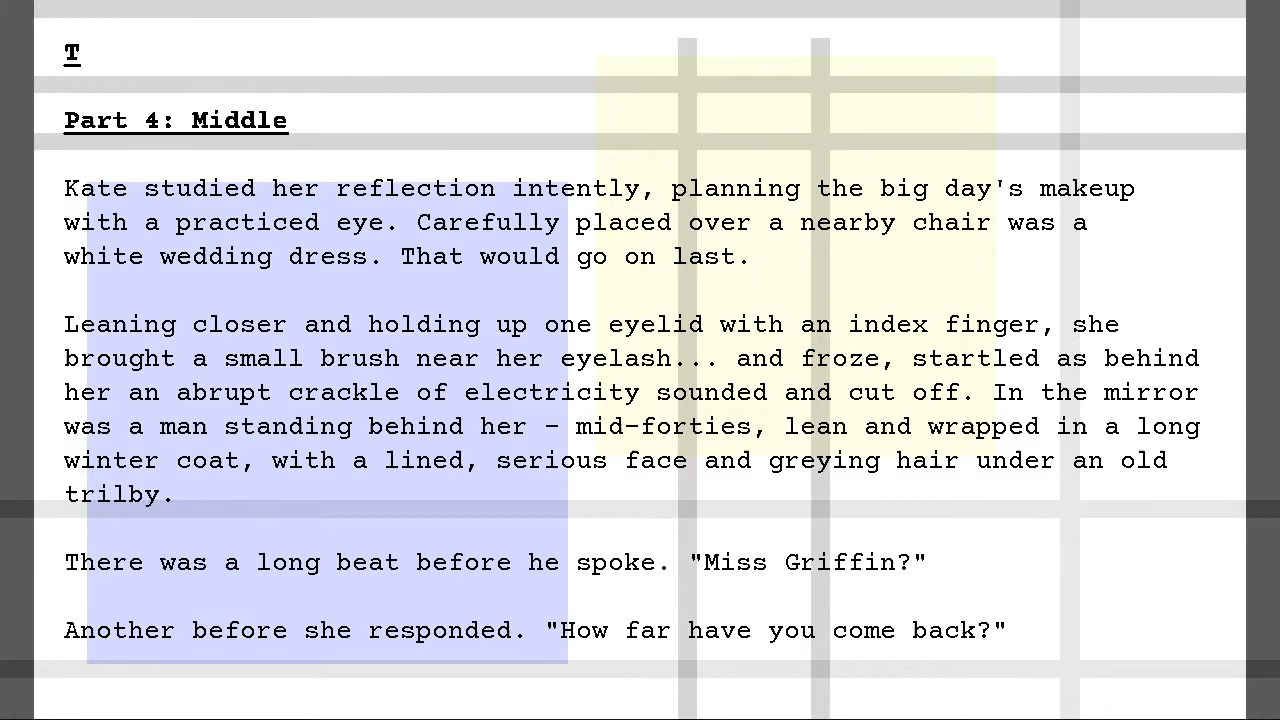 T
Part 4: Middle
Kate studied her reflection intently, planning the big day's makeup
with a practiced eye. Carefully placed over a nearby chair was a
white wedding dress. That would go on last.
Leaning closer and holding up one eyelid with an index finger, she
brought a small brush near her eyelash... and froze, startled as behind
her an abrupt crackle of electricity sounded and cut off. In the mirror
was a man standing behind her - mid-forties, lean and wrapped in a long
winter coat, with a lined, serious face and greying hair under an old
trilby.
There was a long beat before he spoke. "Miss Griffin?"
Another before she responded. "How far have you come back?"